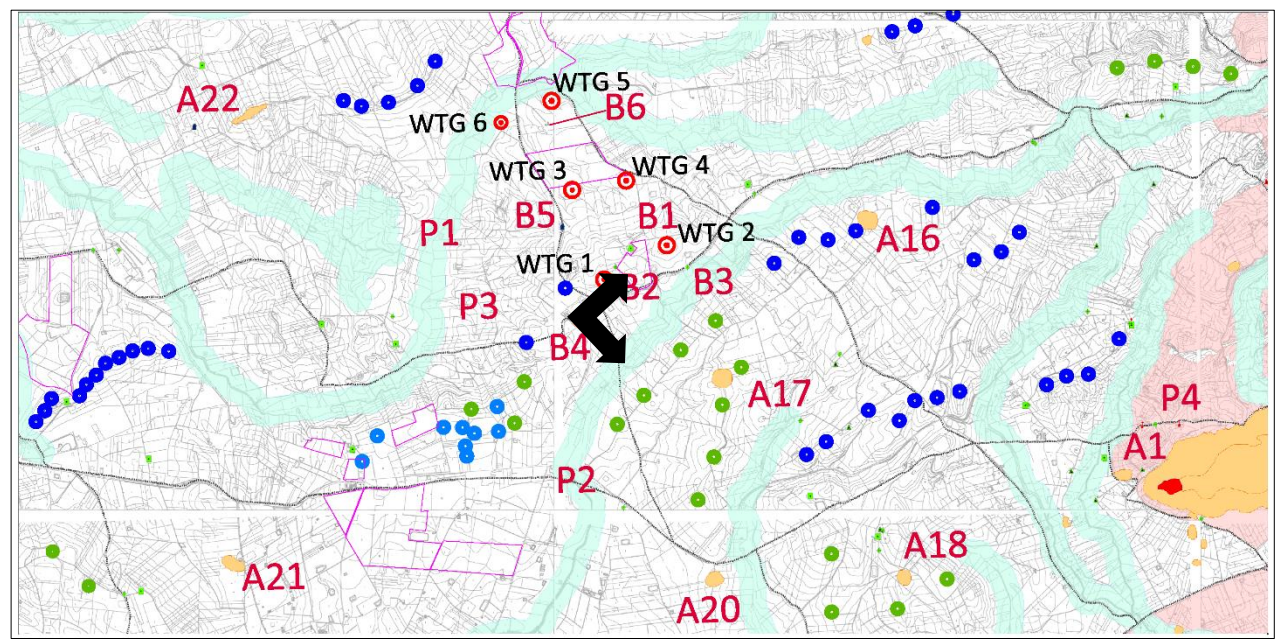 A22
WTG 5
WTG 6
B6
WTG 3
WTG 4
B5
B1
P1
WTG 2
A16
WTG 1
B2
B3
P3
B4
A17
P4
A1
P2
A21
A20
A18